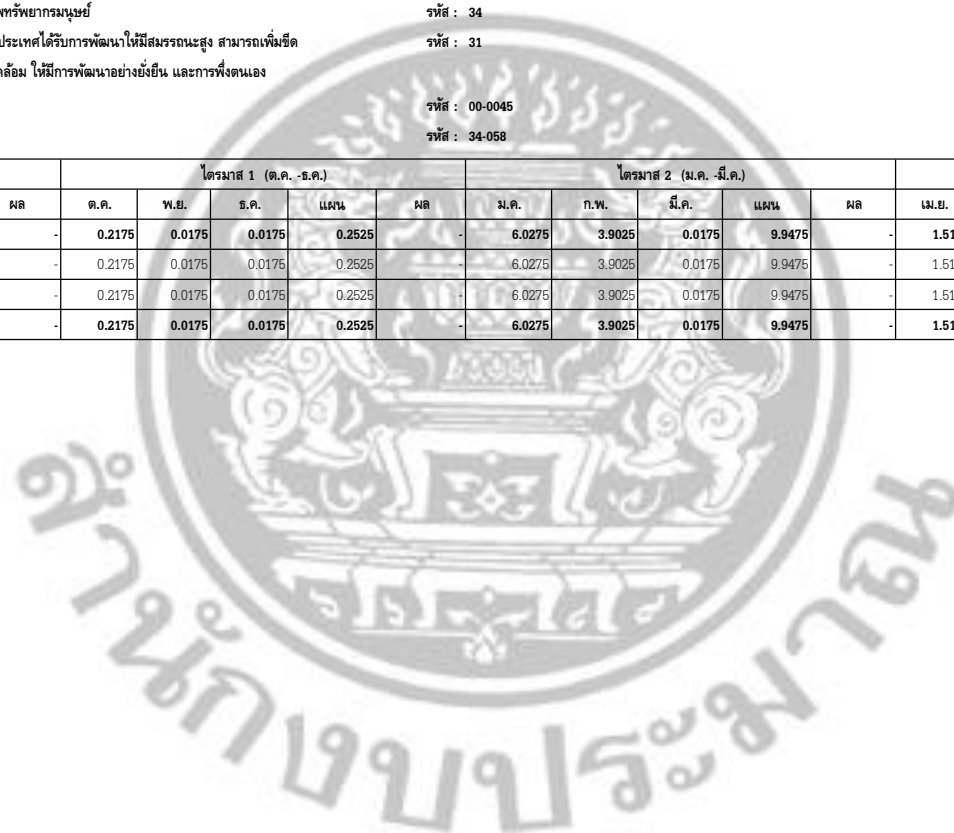 พทรัพยากรมนุษย์ รหัส : 34
ประเทศได้รับการพัฒนาให้มีสมรรถนะสูง สามารถเพิ่มขีด รหัส : 31
คล้อม ให้มีการพัฒนาอย่างยั่งยืน และการพึ่งตนเอง
รหัส : 00-0045
รหัส : 34-058
ไตรมาส 1 (ต.ค. -ธ.ค.) ไตรมาส 2 (ม.ค. -มี.ค.)
ผล ต.ค. พ.ย. ธ.ค. แผน ผล ม.ค. ก.พ. มี.ค. แผน ผล เม.ย.
- 0.2175 0.0175 0.0175 0.2525 - 6.0275 3.9025 0.0175 9.9475 - 1.51
- 0.2175 0.0175 0.0175 0.2525 - 6.0275 3.9025 0.0175 9.9475 - 1.51
- 0.2175 0.0175 0.0175 0.2525 - 6.0275 3.9025 0.0175 9.9475 - 1.51
- 0.2175 0.0175 0.0175 0.2525 - 6.0275 3.9025 0.0175 9.9475 - 1.51
สำนักงบประมาณ